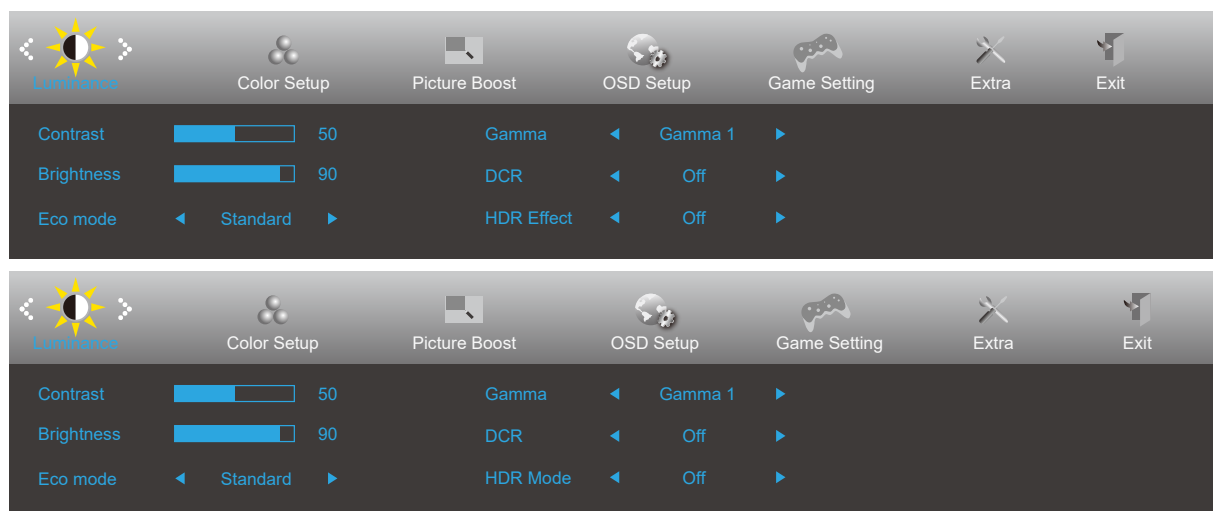 Luminance Color Setup Picture Boost OSD Setup Game Setting Extra Exit
Contrast 50 Gamma Gamma 1
Brightness 90 DCR Off
Eco mode Standard HDR Effect Off
Luminance Color Setup Picture Boost OSD Setup Game Setting Extra Exit
Contrast 50 Gamma Gamma 1
Brightness 90 DCR Off
Eco mode Standard HDR Mode Off